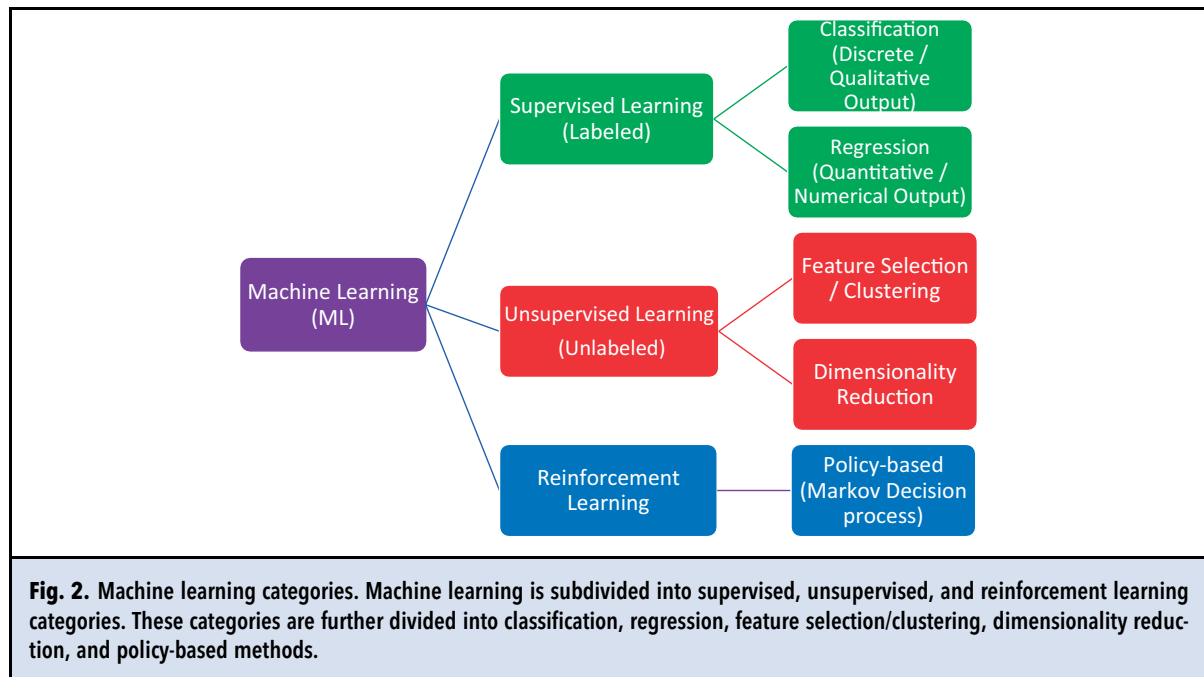 Machine Learning
(ML)
Supervised Learning
(Labeled)
Classification
(Discrete /
Qualitative
Output)
Regression
(Quantitative /
Numerical Output)
Unsupervised Learning
(Unlabeled)
Feature Selection
/ Clustering
Dimensionality
Reduction
Reinforcement
Learning
Policy-based
(Markov Decision
process)
Fig. 2. Machine learning categories. Machine learning is subdivided into supervised, unsupervised, and reinforcement learning
categories. These categories are further divided into classification, regression, feature selection/clustering, dimensionality reduc-
tion, and policy-based methods.